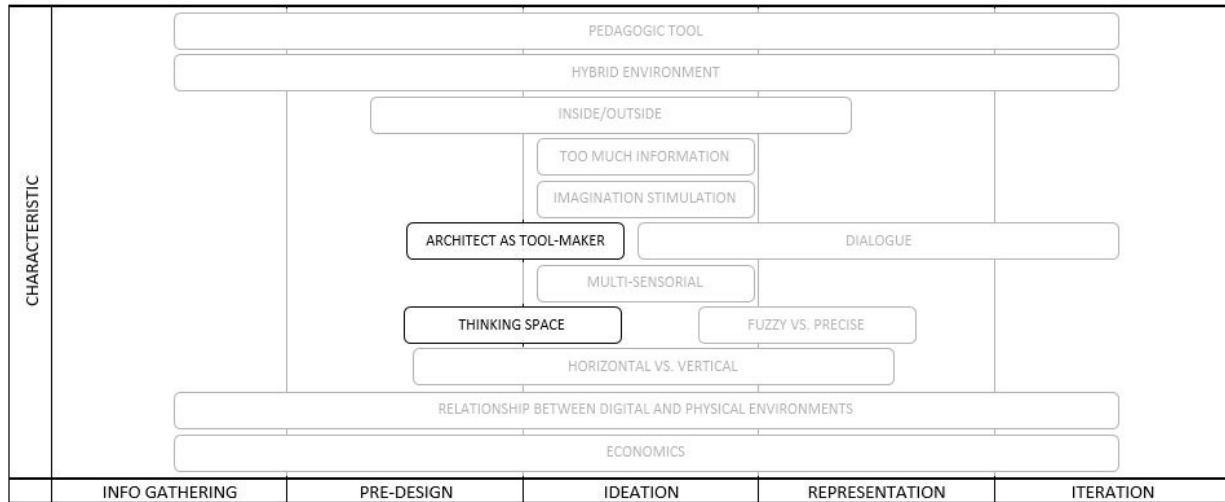 PEDAGOGIC TOOL
HYBRID ENVIRONMENT
INSIDE/OUTSIDE
TOO MUCH INFORMATION
IMAGINATION STIMULATION
ARCHITECT AS TOOL-MAKER
DIALOGUE
MULTI-SENSORIAL
THINKING SPACE
FUZZY VS. PRECISE
HORIZONTAL VS. VERTICAL
RELATIONSHIP BETWEEN DIGITAL AND PHYSICAL ENVIRONMENTS
ECONOMICS
CHARACTERISTIC
INFO GATHERING
PRE-DESIGN
IDEATION
REPRESENTATION
ITERATION